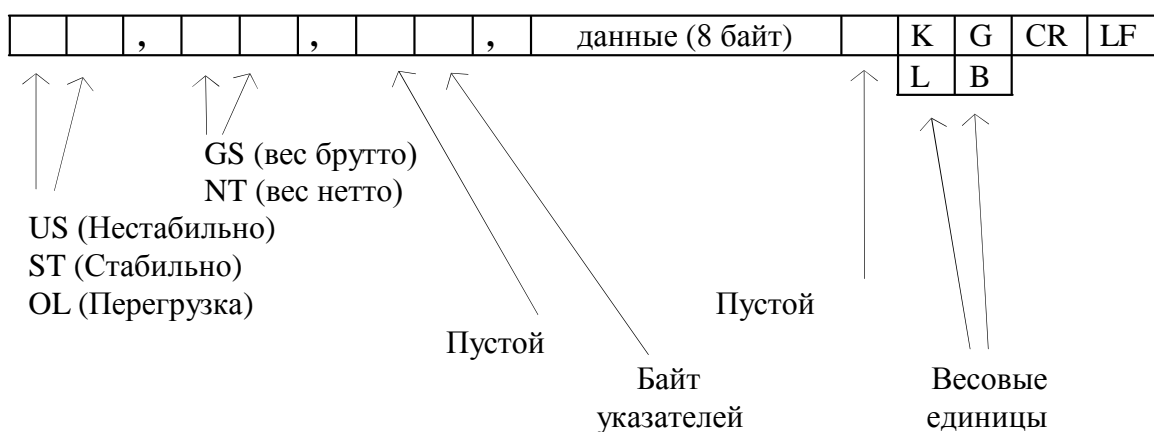 , , , данные (8 байт) K G CR LF
L B
GS (вес брутто)
NT (вес нетто)
US (Нестабильно)
ST (Стабильно)
OL (Перегрузка)
Пустой
Пустой
Байт
указателей
Весовые
единицы